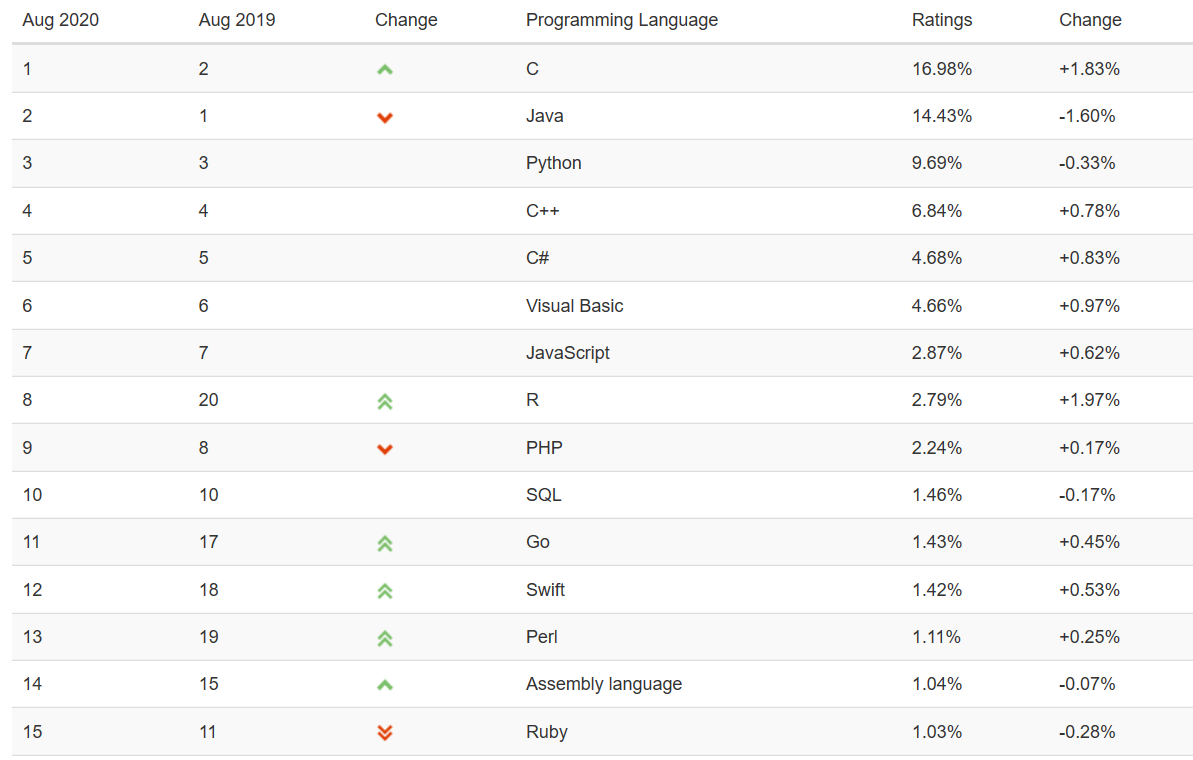 Aug 2020 Aug 2019 Change Programming Language Ratings Change
1 2 C 16.98% +1.83%
2 1 Java 14.43% -1.60%
3 3 Python 9.69% -0.33%
4 4 C++ 6.84% +0.78%
5 5 C# 4.68% +0.83%
6 6 Visual Basic 4.66% +0.97%
7 7 JavaScript 2.87% +0.62%
8 20 R 2.79% +1.97%
9 8 PHP 2.24% +0.17%
10 10 SQL 1.46% -0.17%
11 17 Go 1.43% +0.45%
12 18 Swift 1.42% +0.53%
13 19 Perl 1.11% +0.25%
14 15 Assembly language 1.04% -0.07%
15 11 Ruby 1.03% -0.28%